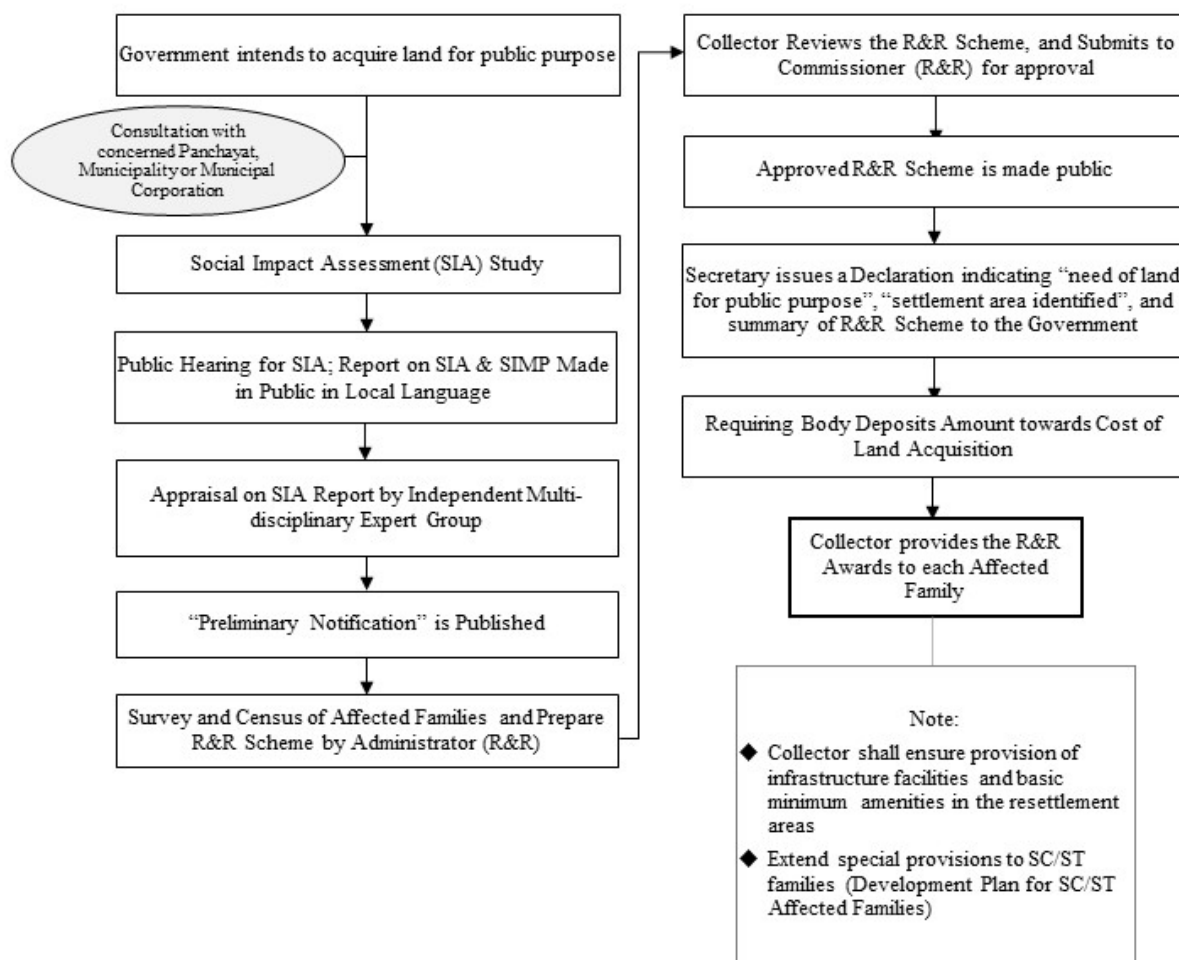 Government intends to acquire land for public purpose
Consultation with
concerned Panchayat,
Municipality or Municipal
Corporation
Social Impact Assessment (SIA) Study
Public Hearing for SIA; Report on SIA & SIMP Made
in Public in Local Language
Appraisal on SIA Report by Independent Multi-
disciplinary Expert Group
“Preliminary Notification” is Published
Survey and Census of Affected Families and Prepare
R&R Scheme by Administrator (R&R)
Collector Reviews the R&R Scheme, and Submits to
Commissioner (R&R) for approval
Approved R&R Scheme is made public
Secretary issues a Declaration indicating “need of land
for public purpose”, “settlement area identified”, and
summary of R&R Scheme to the Government
Requiring Body Deposits Amount towards Cost of
Land Acquisition
Collector provides the R&R
Awards to each Affected
Family
Note:
◆ Collector shall ensure provision of
infrastructure facilities and basic
minimum amenities in the resettlement
areas
◆ Extend special provisions to SC/ST
families (Development Plan for SC/ST
Affected Families)